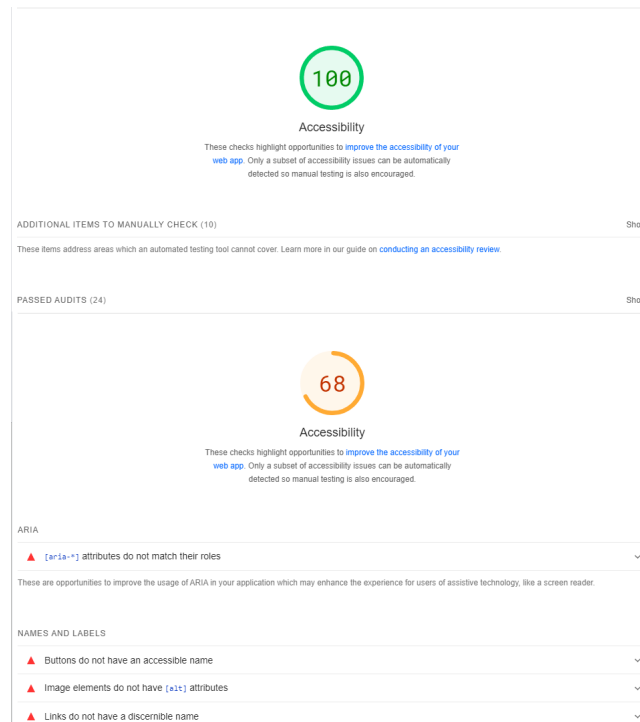 100
Accessibility
These checks highlight opportunities to improve the accessibility of your
web app. Only a subset of accessibility issues can be automatically
detected so manual testing is also encouraged.
ADDITIONAL ITEMS TO MANUALLY CHECK (10) Sho
These items address areas which an automated testing tool cannot cover. Learn more in our guide on conducting an accessibility review.
PASSED AUDITS (24) Sho
68
Accessibility
These checks highlight opportunities to improve the accessibility of your
web app. Only a subset of accessibility issues can be automatically
detected so manual testing is also encouraged.
ARIA
[aria-*] attributes do not match their roles
These are opportunities to improve the usage of ARIA in your application which may enhance the experience for users of assistive technology, like a screen reader.
NAMES AND LABELS
Buttons do not have an accessible name
Image elements do not have [alt] attributes
Links do not have a discernible name